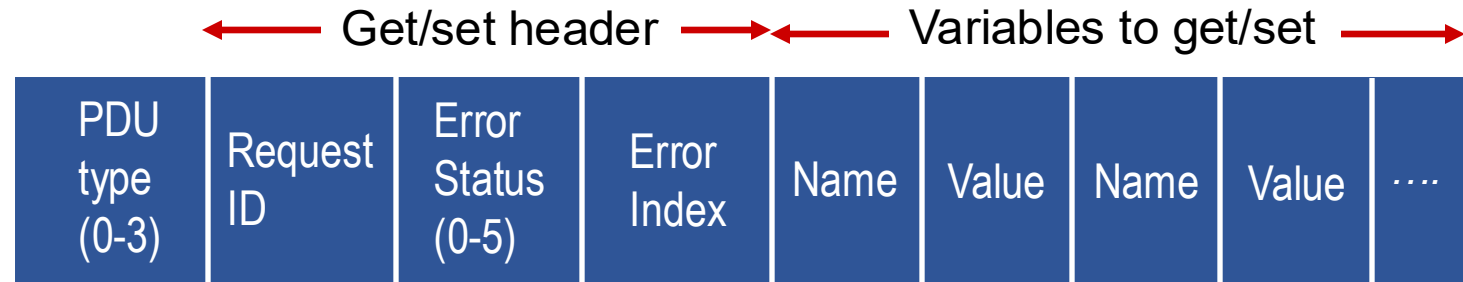 Get/set header
Variables to get/set
PDU
type
(0-3)
Request
ID
Error
Status
(0-5)
Error
Index
Name
Value
Name
Value
....